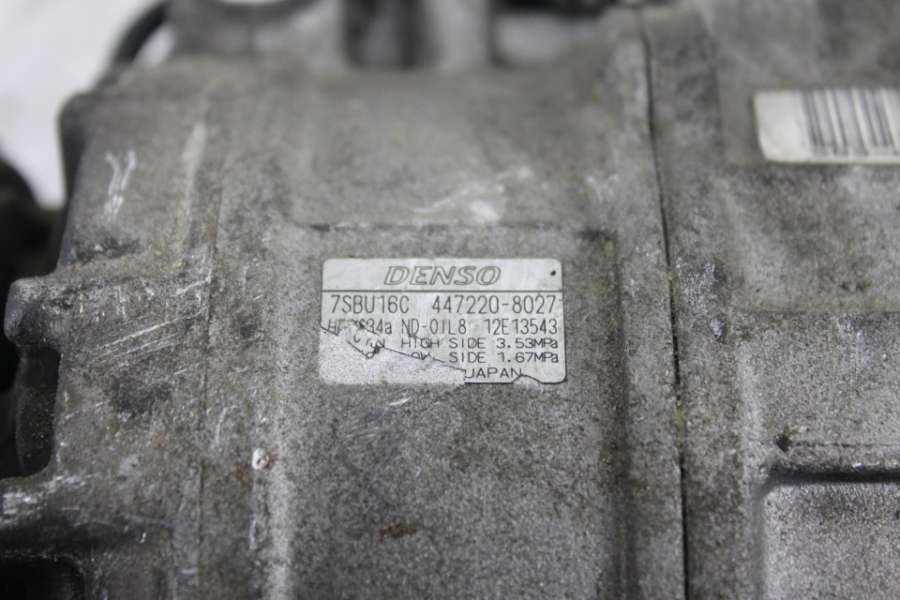 DENSO
7SBU16C 447220-8027
ND-OIL8 12E13543
HIGH SIDE 3.53MPa
SIDE 1.67MPa
JAPAN